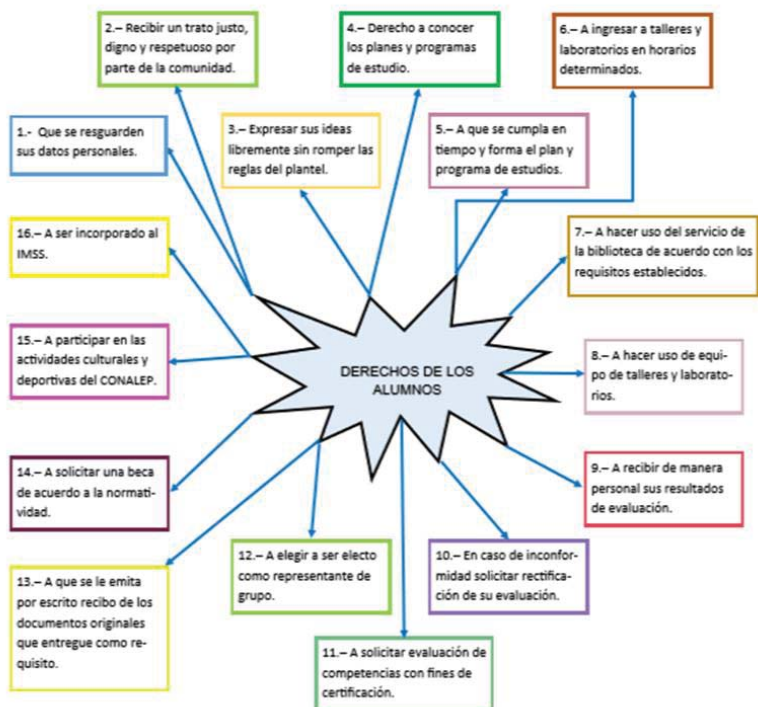 2.– Recibir un trato justo,
digno y respetuoso por
parte de la comunidad.
4.– Derecho a conocer
los planes y programas
de estudio.
6.– A ingresar a talleres y
laboratorios en horarios
determinados.
1.- Que se resguarden
sus datos personales.
3.– Expresar sus ideas
libremente sin romper las
reglas del plantel.
5.– A que se cumpla en
tiempo y forma el plan y
programa de estudios.
16.– A ser incorporado al
IMSS.
7.– A hacer uso del servicio de
la biblioteca de acuerdo con los
requisitos establecidos.
15.– A participar en las
actividades culturales y
deportivas del CONALEP.
DERECHOS DE LOS
ALUMNOS
8.– A hacer uso de equi-
po de talleres y laborato-
rios.
14.– A solicitar una beca
de acuerdo a la normati-
vidad.
9.– A recibir de manera
personal sus resultados
de evaluación.
13.– A que se le emita
por escrito recibo de los
documentos originales
que entregue como re-
quisito.
12.– A elegir a ser electo
como representante de
grupo.
10.– En caso de inconfor-
midad solicitar rectifica-
ción de su evaluación.
11.– A solicitar evaluación de
competencias con fines de
certificación.